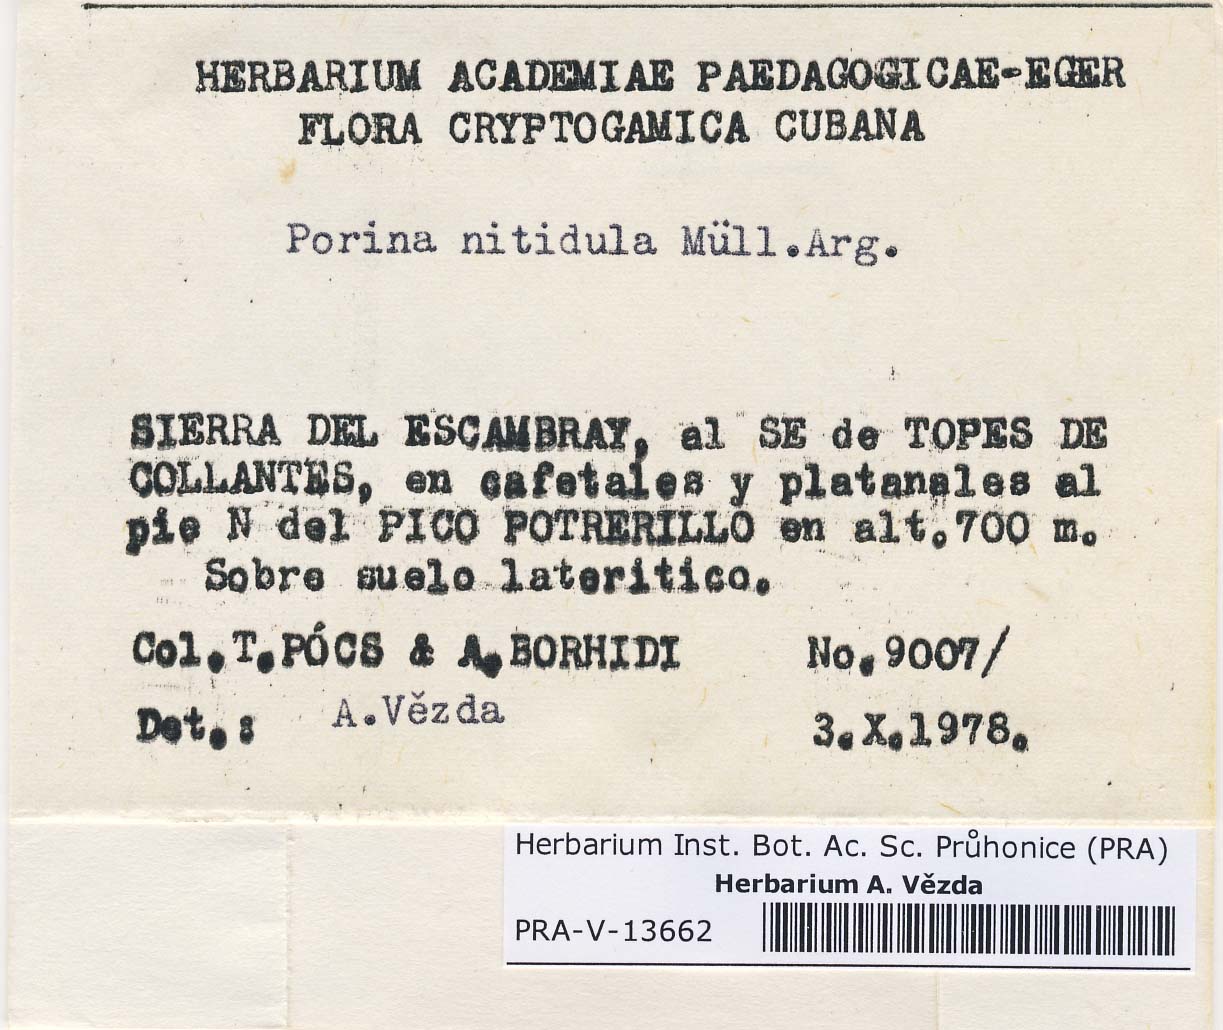 HERBARIUM ACADEMIAE PAEDAGOGICAE-EGER
FLORA CRYPTOGAMICA CUBANA
Porina nitidula Müll.Arg.
SIERRA DEL ESCAMBRAY, al SE de TOPES DE
COLLANTES, en cafetales y platanales al
pie N del PICO POTRERILLO en alt.700 m.
Sobre suelo lateritico.
Col.T.PÓCS & A.BORHIDI No.9007/
Det.: A.Vězda 3.X.1978.
Herbarium Inst. Bot. Ac. Sc. Průhonice (PRA)
Herbarium A. Vězda
PRA-V-13662